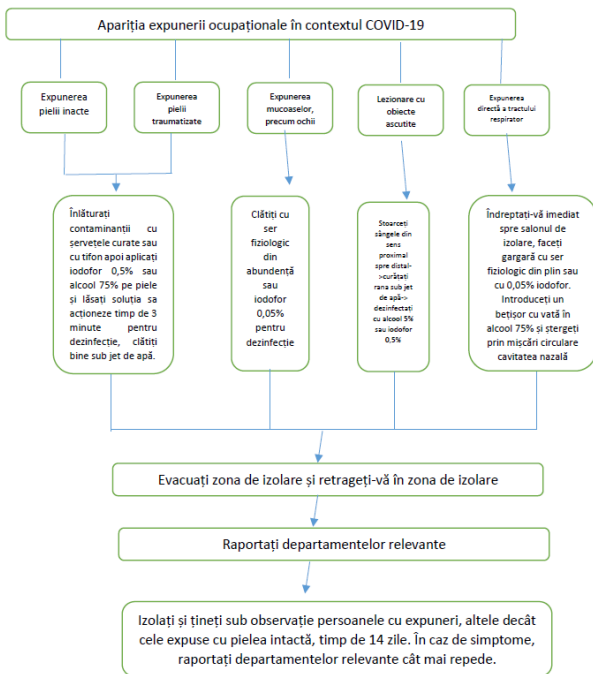 Apariția expunerii ocupaționale în contextul COVID-19
Expunerea
pielii inacte
Expunerea
pielii
traumatizate
Expunerea
mucoaselor,
precum ochii
Lezionare cu
obiecte
ascutite
Expunerea
directă a tractului
respirator
Înlăturați
contaminanții cu
șervețele curate sau
cu tifon apoi aplicați
iodofor 0,5% sau
alcool 75% pe piele
și lăsați soluția sa
acționeze timp de 3
minute pentru
dezinfecție, clătiți
bine sub jet de apă.
Clătiți cu
ser
fiziologic
din
abundență
sau
iodofor
0,05%
pentru
dezinfecție
Stoarceți
sângele din
sens
proximal
spre distal-
>curățați
rana sub jet
de apă->
dezinfectați
cu alcool 5%
sau iodofor
0,5%
Îndreptați-vă imediat
spre salonul de
izolare, faceți
gargară cu ser
fiziologic din plin sau
cu 0,05% iodofor.
Introduceți un
bețișor cu vată în
alcool 75% și ștergeți
prin mișcări circulare
cavitatea nazală
Evacuați zona de izolare și retrageți-vă în zona de izolare
Raportați departamentelor relevante
Izolați și țineți sub observație persoanele cu expuneri, altele decât
cele expuse cu pielea intactă, timp de 14 zile. În caz de simptome,
raportați departamentelor relevante cât mai repede.